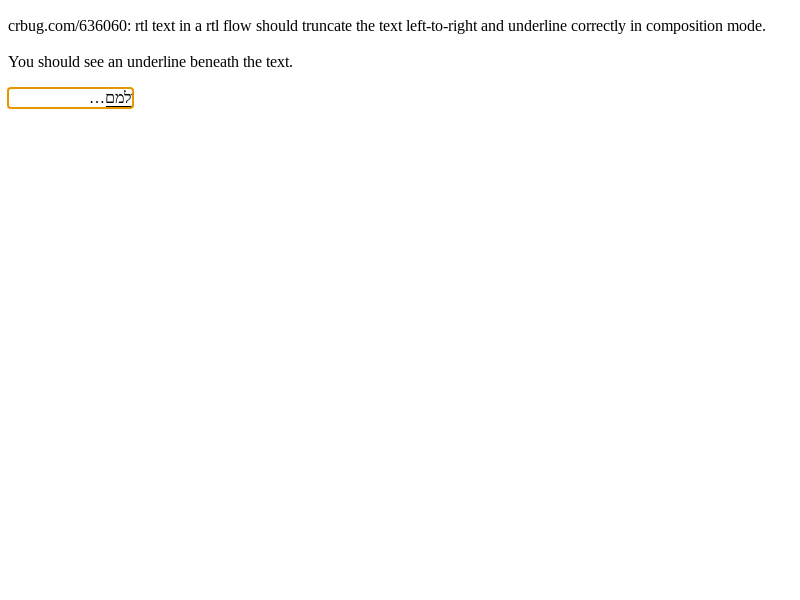 crbug.com/636060: rtl text in a rtl flow should truncate the text left-to-right and underline correctly in composition mode.
You should see an underline beneath the text.
למם…